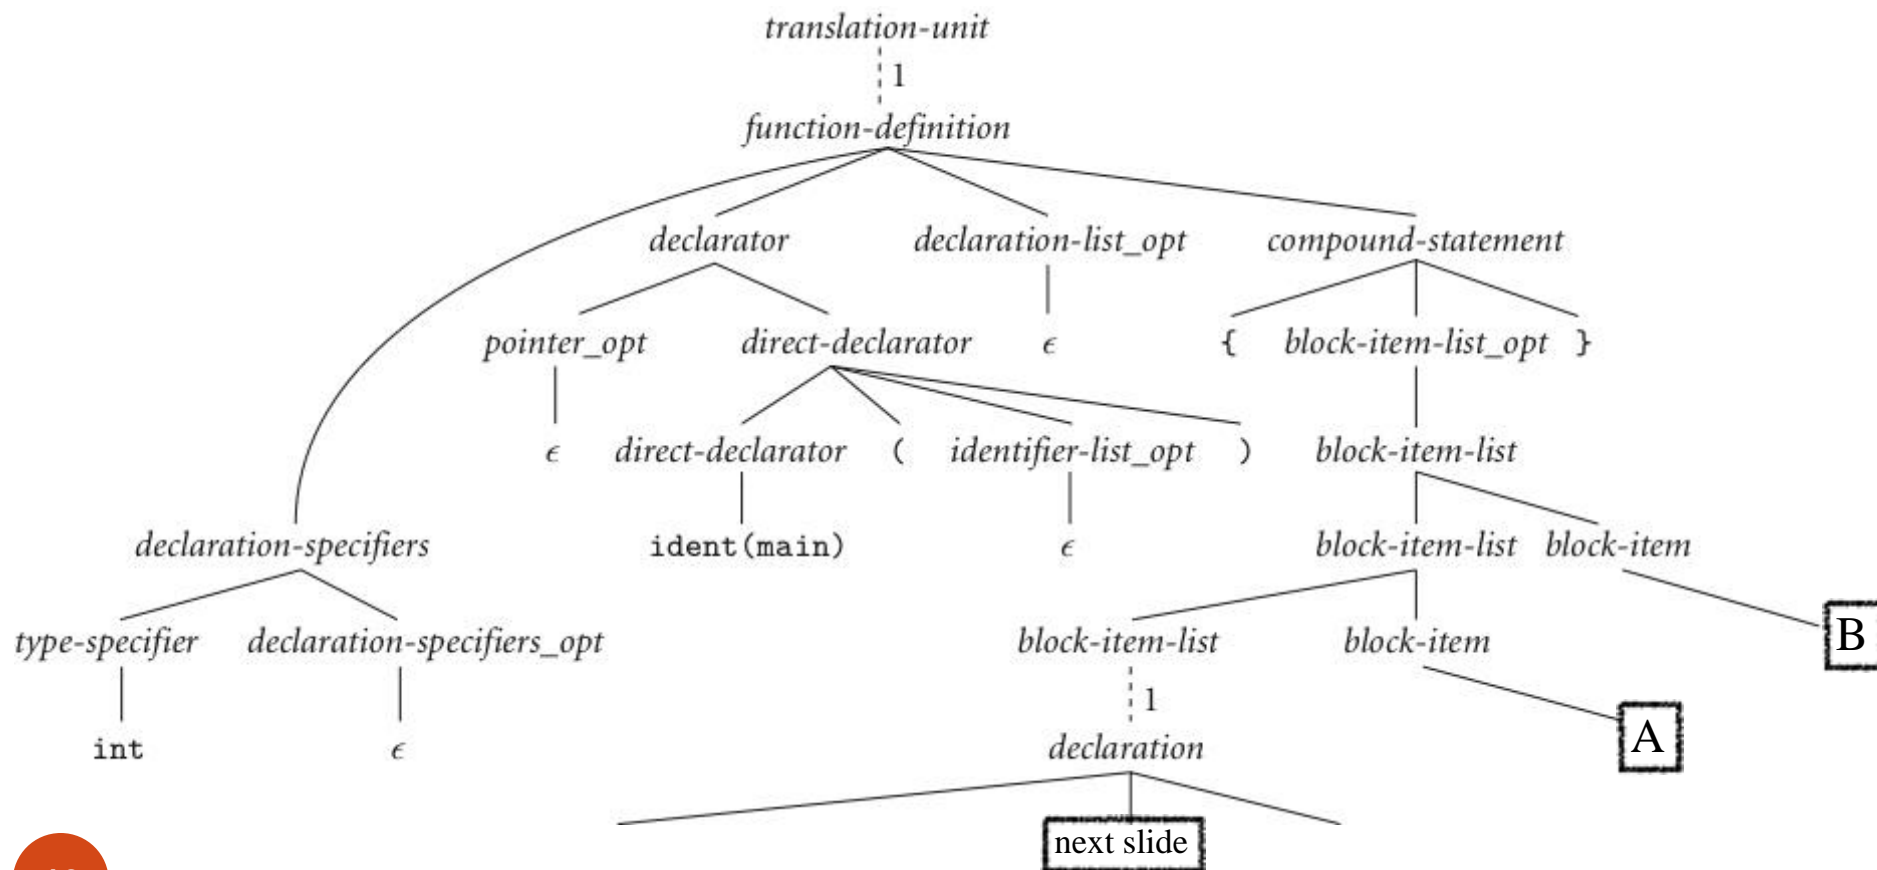 translation-unit
1
function-definition
declarator declaration-list_opt compound-statement
pointer_opt direct-declarator ϵ { block-item-list_opt }
ϵ direct-declarator ( identifier-list_opt ) block-item-list
declaration-specifiers ident(main) ϵ block-item-list block-item
type-specifier declaration-specifiers_opt block-item-list block-item B
1
int ϵ declaration A
next slide